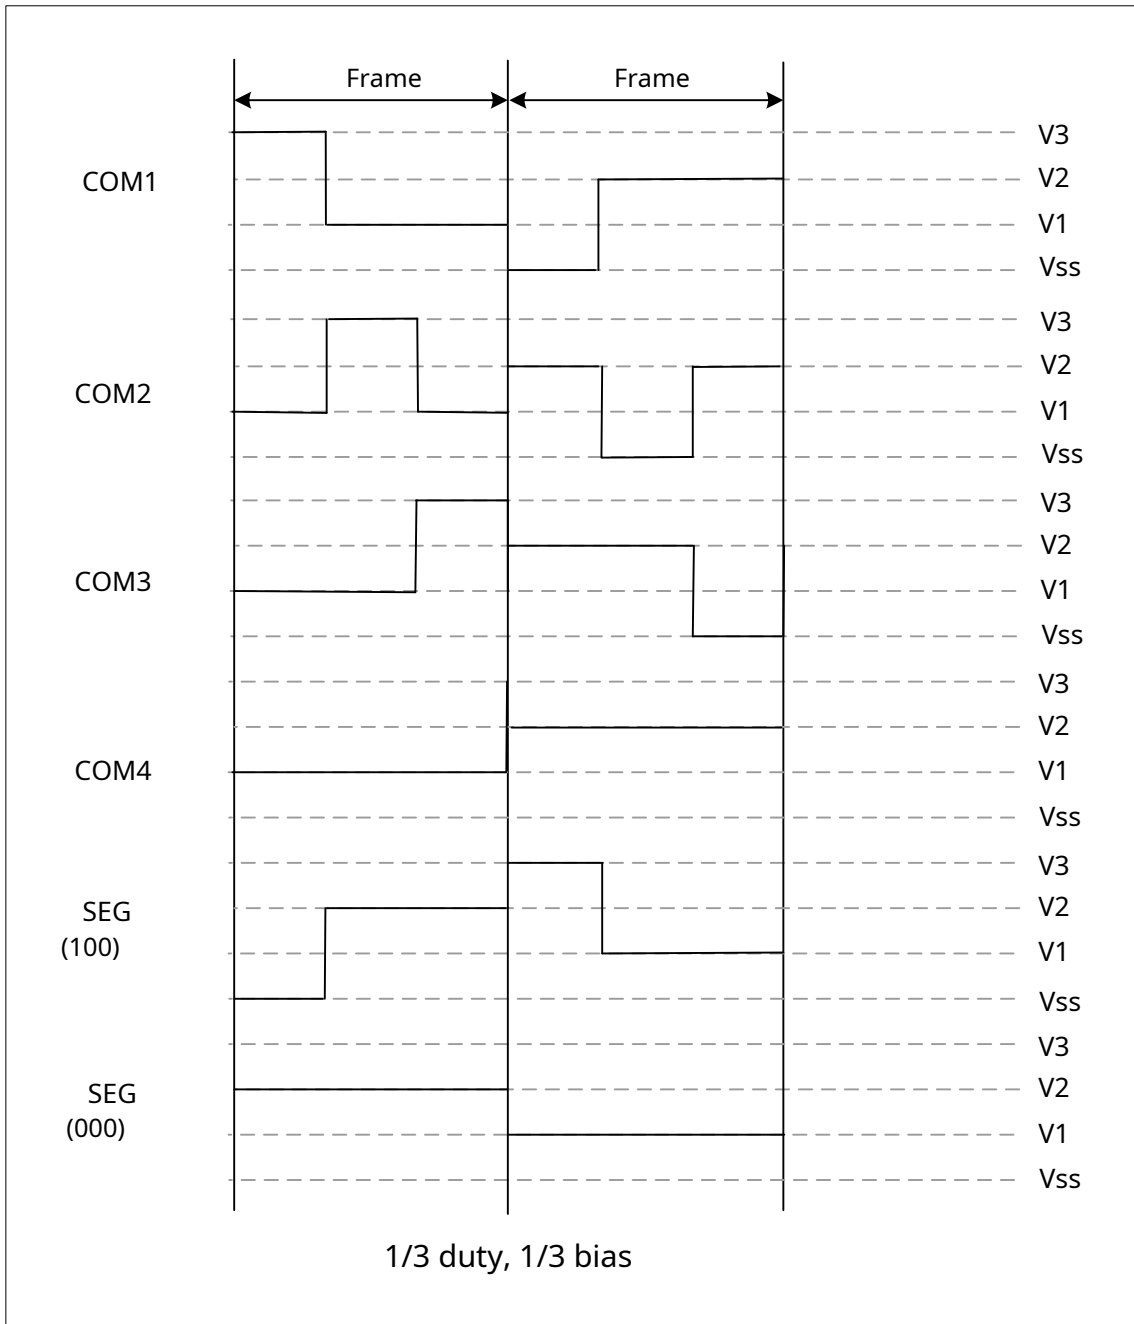 Frame Frame
V3
COM1
V2
V1
Vss
V3
V2
COM2
V1
Vss
V3
V2
COM3
V1
Vss
V3
V2
COM4
V1
Vss
V3
SEG
V2
(100)
V1
Vss
V3
SEG
V2
(000)
V1
Vss
1/3 duty, 1/3 bias